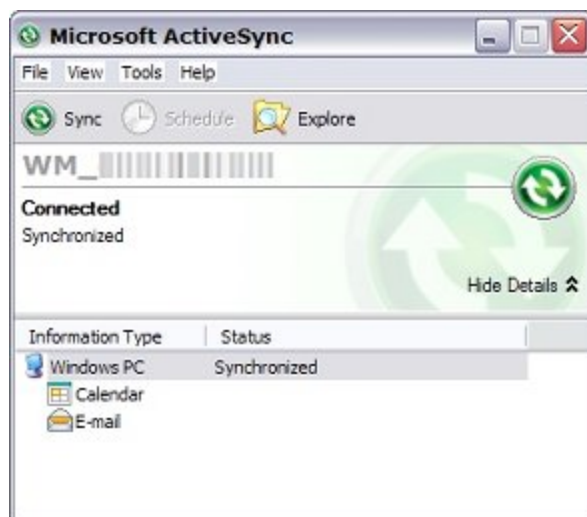 Microsoft ActiveSync
File View Tools Help
Sync Schedule Explore
WM_
Connected
Synchronized
Hide Details
Information Type Status
Windows PC Synchronized
Calendar
E-mail